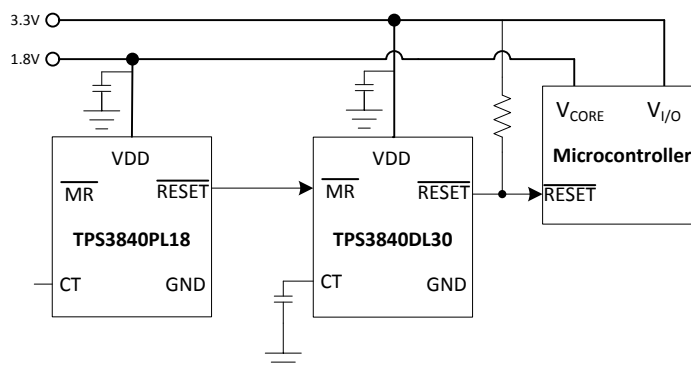 3.3V
1.8V
VDD
MR RESET
TPS3840PL18
CT GND
VDD
MR RESET
TPS3840DL30
CT GND
VCORE VI/O
Microcontroller
RESET